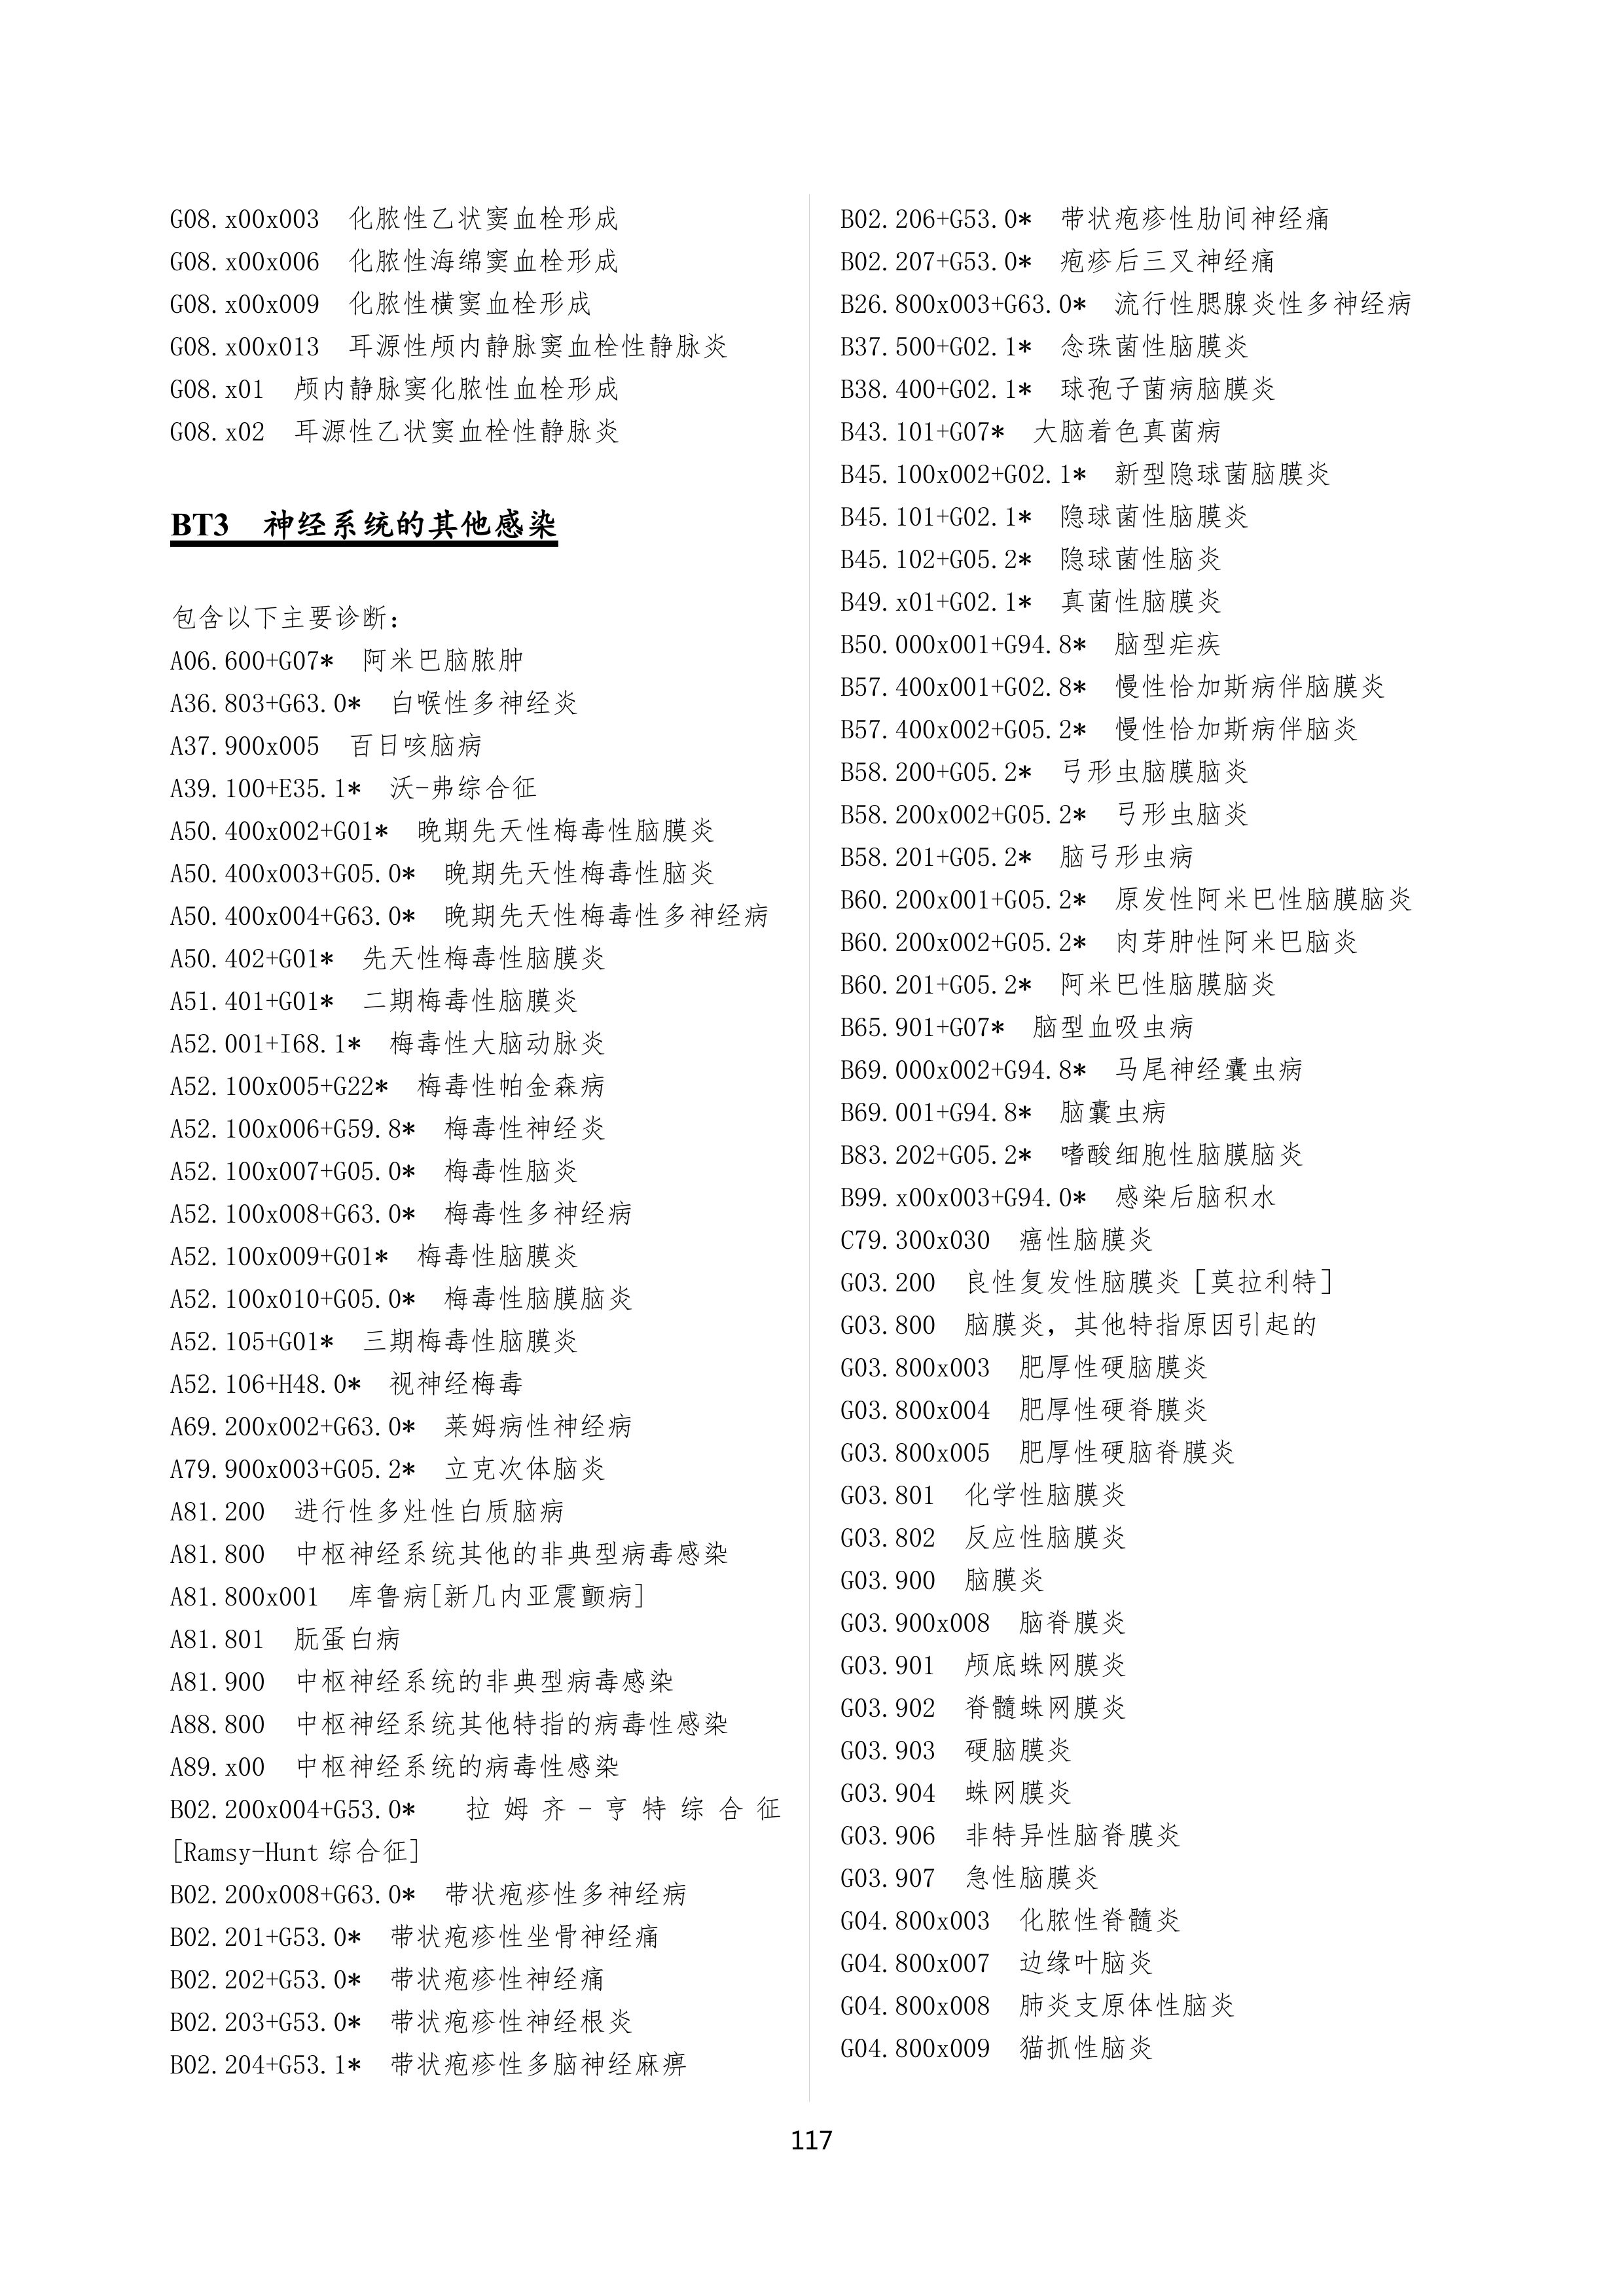 G08.x00x003 化脓性乙状窦血栓形成
G08.x00x006 化脓性海绵窦血栓形成
G08.x00x009 化脓性横窦血栓形成
G08.x00x013 耳源性颅内静脉窦血栓性静脉炎
G08.x01 颅内静脉窦化脓性血栓形成
G08.x02 耳源性乙状窦血栓性静脉炎
BT3 神经系统的其他感染
包含以下主要诊断：
A06.600+G07* 阿米巴脑脓肿
A36.803+G63.0* 白喉性多神经炎
A37.900x005 百日咳脑病
A39.100+E35.1* 沃-弗综合征
A50.400x002+G01* 晚期先天性梅毒性脑膜炎
A50.400x003+G05.0* 晚期先天性梅毒性脑炎
A50.400x004+G63.0* 晚期先天性梅毒性多神经病
A50.402+G01* 先天性梅毒性脑膜炎
A51.401+G01* 二期梅毒性脑膜炎
A52.001+I68.1* 梅毒性大脑动脉炎
A52.100x005+G22* 梅毒性帕金森病
A52.100x006+G59.8* 梅毒性神经炎
A52.100x007+G05.0* 梅毒性脑炎
A52.100x008+G63.0* 梅毒性多神经病
A52.100x009+G01* 梅毒性脑膜炎
A52.100x010+G05.0* 梅毒性脑膜脑炎
A52.105+G01* 三期梅毒性脑膜炎
A52.106+H48.0* 视神经梅毒
A69.200x002+G63.0* 莱姆病性神经病
A79.900x003+G05.2* 立克次体脑炎
A81.200 进行性多灶性白质脑病
A81.800 中枢神经系统其他的非典型病毒感染
A81.800x001 库鲁病[新几内亚震颤病]
A81.801 朊蛋白病
A81.900 中枢神经系统的非典型病毒感染
A88.800 中枢神经系统其他特指的病毒性感染
A89.x00 中枢神经系统的病毒性感染
B02.200x004+G53.0* 拉姆齐-亨特综合征
[Ramsy-Hunt 综合征]
B02.200x008+G63.0* 带状疱疹性多神经病
B02.201+G53.0* 带状疱疹性坐骨神经痛
B02.202+G53.0* 带状疱疹性神经痛
B02.203+G53.0* 带状疱疹性神经根炎
B02.204+G53.1* 带状疱疹性多脑神经麻痹
B02.206+G53.0* 带状疱疹性肋间神经痛
B02.207+G53.0* 疱疹后三叉神经痛
B26.800x003+G63.0* 流行性腮腺炎性多神经病
B37.500+G02.1* 念珠菌性脑膜炎
B38.400+G02.1* 球孢子菌病脑膜炎
B43.101+G07* 大脑着色真菌病
B45.100x002+G02.1* 新型隐球菌脑膜炎
B45.101+G02.1* 隐球菌性脑膜炎
B45.102+G05.2* 隐球菌性脑炎
B49.x01+G02.1* 真菌性脑膜炎
B50.000x001+G94.8* 脑型疟疾
B57.400x001+G02.8* 慢性恰加斯病伴脑膜炎
B57.400x002+G05.2* 慢性恰加斯病伴脑炎
B58.200+G05.2* 弓形虫脑膜脑炎
B58.200x002+G05.2* 弓形虫脑炎
B58.201+G05.2* 脑弓形虫病
B60.200x001+G05.2* 原发性阿米巴性脑膜脑炎
B60.200x002+G05.2* 肉芽肿性阿米巴脑炎
B60.201+G05.2* 阿米巴性脑膜脑炎
B65.901+G07* 脑型血吸虫病
B69.000x002+G94.8* 马尾神经囊虫病
B69.001+G94.8* 脑囊虫病
B83.202+G05.2* 嗜酸细胞性脑膜脑炎
B99.x00x003+G94.0* 感染后脑积水
C79.300x030 癌性脑膜炎
G03.200 良性复发性脑膜炎［莫拉利特］
G03.800 脑膜炎，其他特指原因引起的
G03.800x003 肥厚性硬脑膜炎
G03.800x004 肥厚性硬脊膜炎
G03.800x005 肥厚性硬脑脊膜炎
G03.801 化学性脑膜炎
G03.802 反应性脑膜炎
G03.900 脑膜炎
G03.900x008 脑脊膜炎
G03.901 颅底蛛网膜炎
G03.902 脊髓蛛网膜炎
G03.903 硬脑膜炎
G03.904 蛛网膜炎
G03.906 非特异性脑脊膜炎
G03.907 急性脑膜炎
G04.800x003 化脓性脊髓炎
G04.800x007 边缘叶脑炎
G04.800x008 肺炎支原体性脑炎
G04.800x009 猫抓性脑炎
117